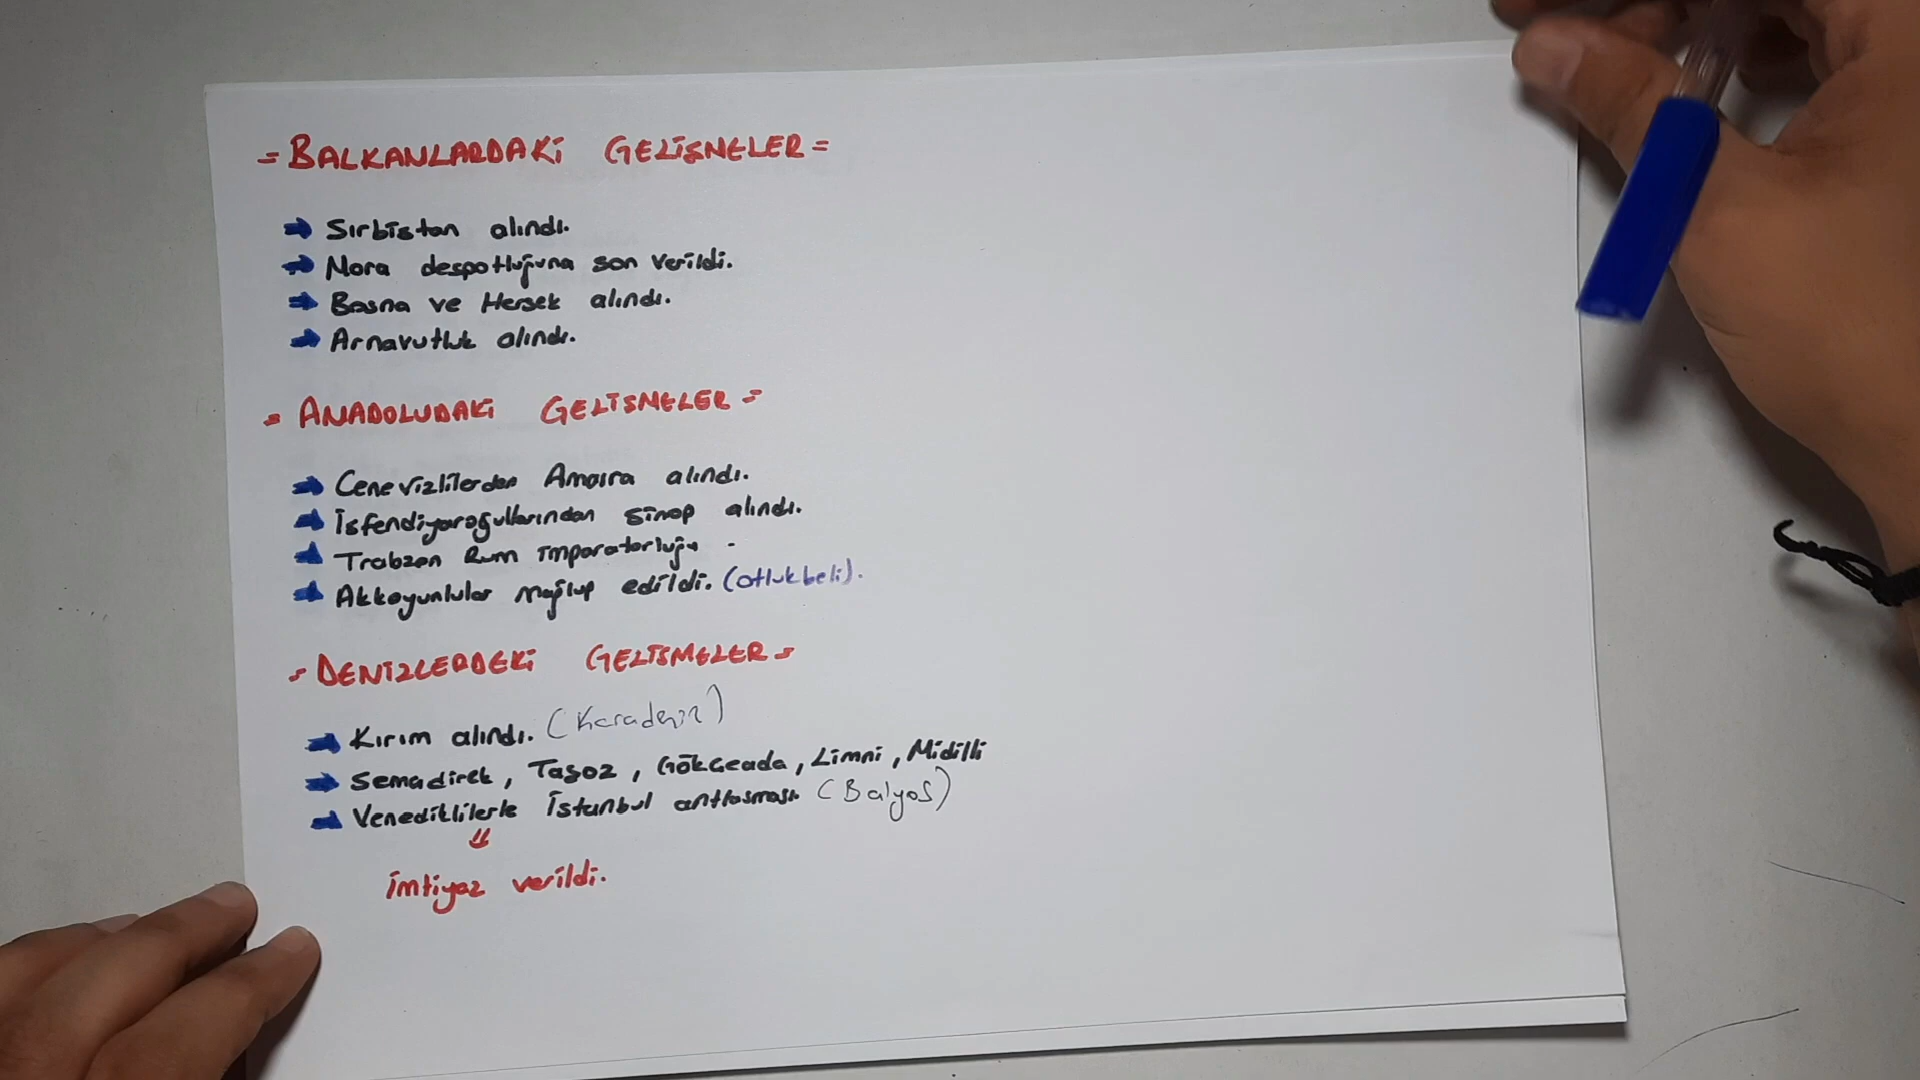 = BALKANLARDAKİ GELİŞMELER =
→ Sırbistan alındı.
→ Mora despotluğuna son verildi.
→ Bosna ve Hersek alındı.
→ Arnavutluk alındı.
= ANADOLUDAKİ GELİŞMELER =
→ Cenevizlilerden Amasra alındı.
→ İsfendiyaroğullarından Sinop alındı.
→ Trabzon Rum imparatorluğu -
→ Akkoyunlular mağlup edildi. (otlukbeli).
= DENİZLERDEKİ GELİŞMELER =
→ Kırım alındı. (Karadeniz)
→ Semadirek, Taşoz, Gökçeada, Limni, Midilli
→ Venediklilerle İstanbul antlaşması (Balyos)
⇓
İmtiyaz verildi.